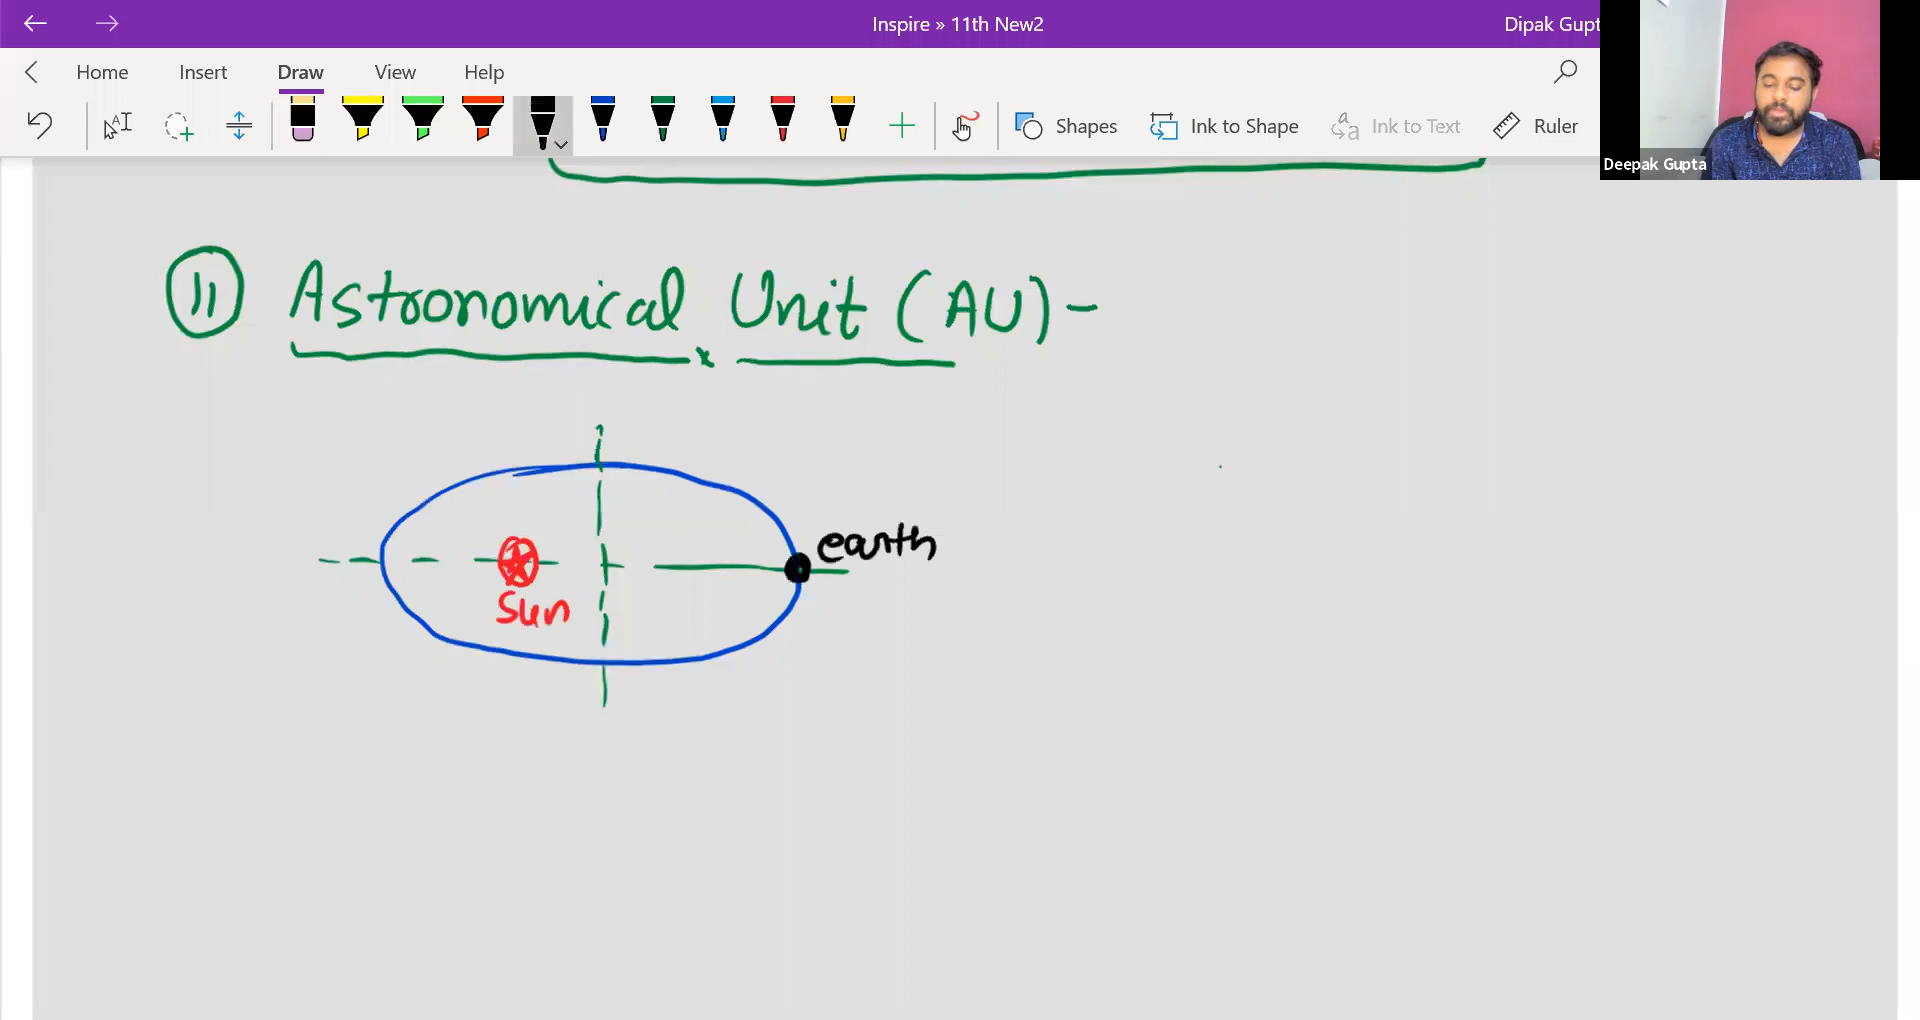 Inspire » 11th New2
Dipak Gupt
Home Insert Draw View Help
Shapes Ink to Shape Ink to Text Ruler
Deepak Gupta
11 Astronomical Unit (AU) -
earth
Sun